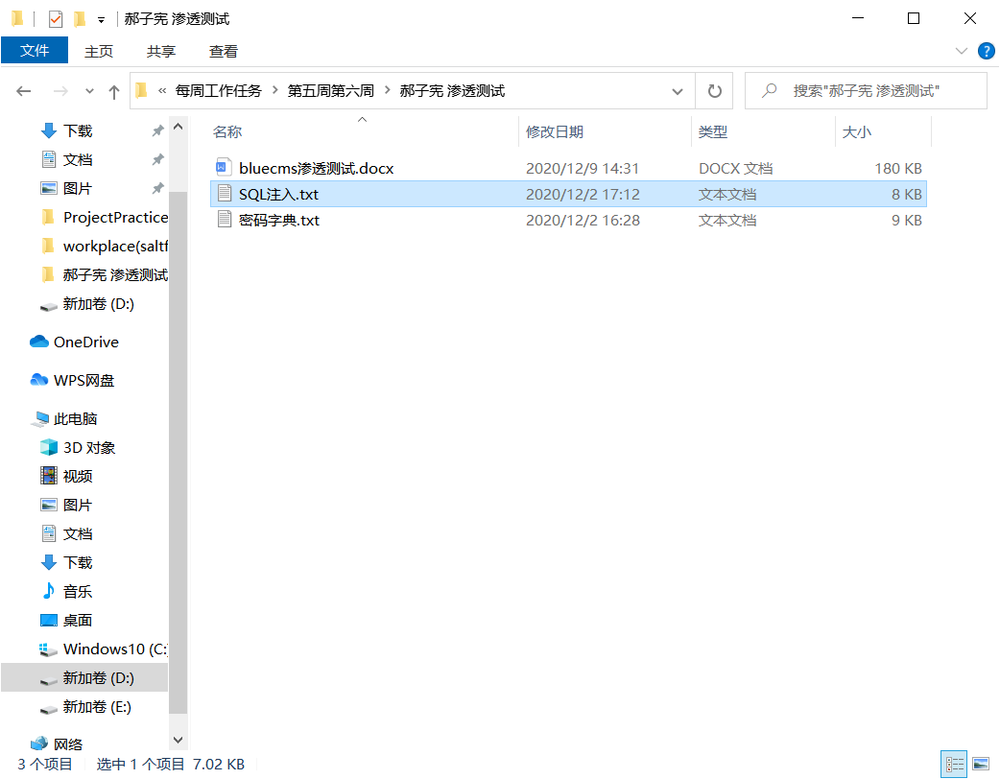 郝子宪 渗透测试
文件 主页 共享 查看
« 每周工作任务 > 第五周第六周 > 郝子宪 渗透测试
搜索"郝子宪 渗透测试"
下载
文档
图片
ProjectPractice
workplace(saltf
郝子宪 渗透测试
新加卷 (D:)
OneDrive
WPS网盘
此电脑
3D 对象
视频
图片
文档
下载
音乐
桌面
Windows10 (C:)
新加卷 (D:)
新加卷 (E:)
网络
名称 修改日期 类型 大小
bluecms渗透测试.docx 2020/12/9 14:31 DOCX 文档 180 KB
SQL注入.txt 2020/12/2 17:12 文本文档 8 KB
密码字典.txt 2020/12/2 16:28 文本文档 9 KB
3 个项目 选中 1 个项目 7.02 KB